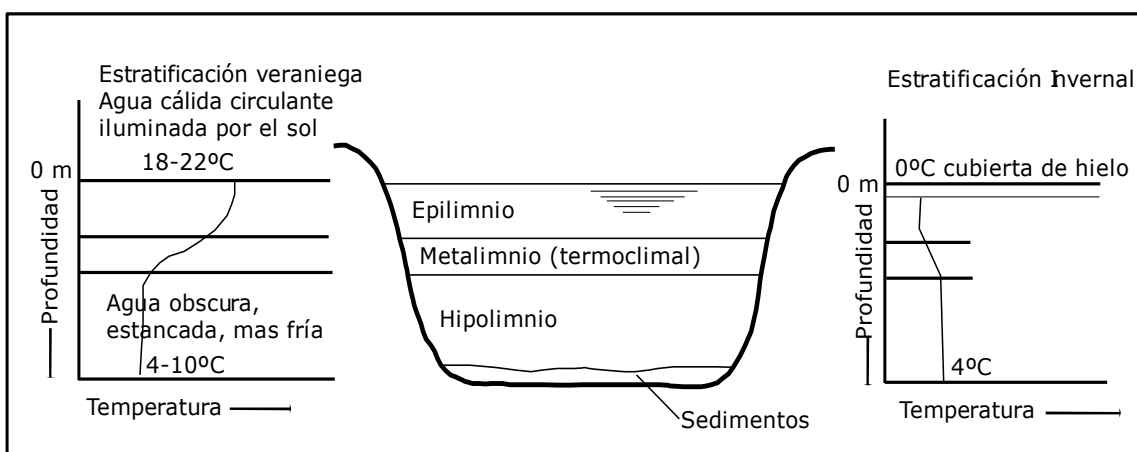 Estratificación veraniega
Agua cálida circulante
iluminada por el sol
18-22ºC
0 m
Profundidad
Agua obscura,
estancada, mas fría
4-10ºC
Temperatura
Epilimnio
Metalimnio (termoclimal)
Hipolimnio
Sedimentos
Estratificación Invernal
0ºC cubierta de hielo
0 m
Profundidad
4ºC
Temperatura